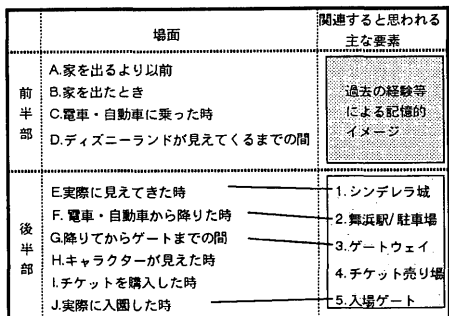 場面
関連すると思われる
主な要素
前半部
A.家を出るより以前
B.家を出たとき
C.電車・自動車に乗った時
D.ディズニーランドが見えてくるまでの間
過去の経験等
による記憶的
イメージ
後半部
E.実際に見えてきた時
F.電車・自動車から降りた時
G.降りてからゲートまでの間
H.キャラクターが見えた時
I.チケットを購入した時
J.実際に入園した時
1.シンデレラ城
2.舞浜駅/駐車場
3.ゲートウェイ
4.チケット売り場
5.入場ゲート